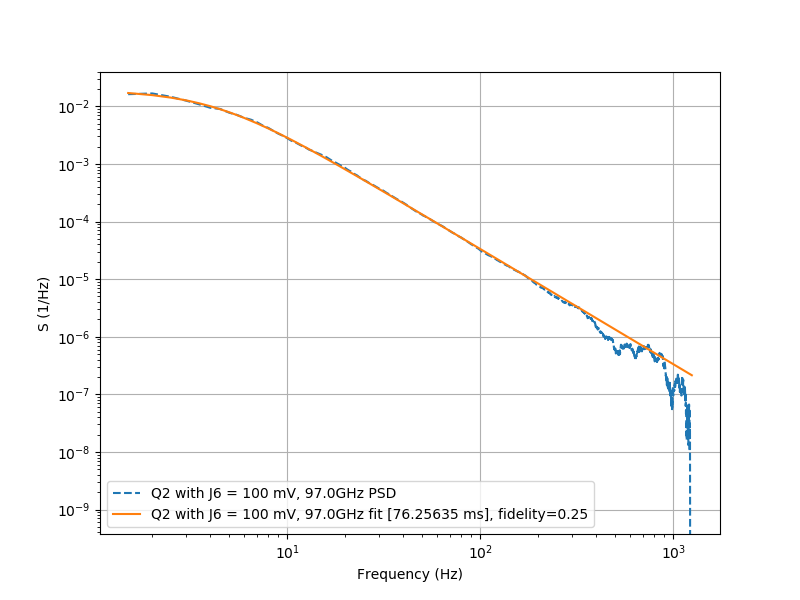 10⁻²
10⁻³
10⁻⁴
10⁻⁵
10⁻⁶
10⁻⁷
10⁻⁸
10⁻⁹
S (1/Hz)
Q2 with J6 = 100 mV, 97.0GHz PSD
Q2 with J6 = 100 mV, 97.0GHz fit [76.25635 ms], fidelity=0.25
10¹ 10² 10³
Frequency (Hz)